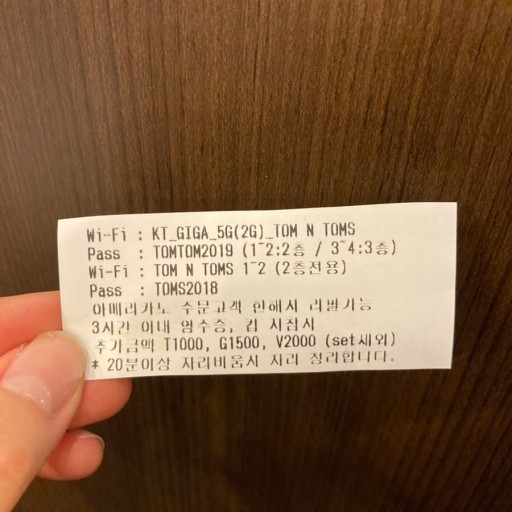 Wi-Fi : KT_GIGA_5G(2G)_TOM N TOMS
Pass : TOMTOM2019 (1~2:2층 / 3~4:3층)
Wi-Fi : TOM N TOMS 1~2 (2층전용)
Pass : TOMS2018
아메리카노 주문고객 한해서 리필가능
3시간 이내 영수증, 컵 지참시
추가금액 T1000, G1500, V2000 (set제외)
* 20분이상 자리비움시 자리 정리합니다.